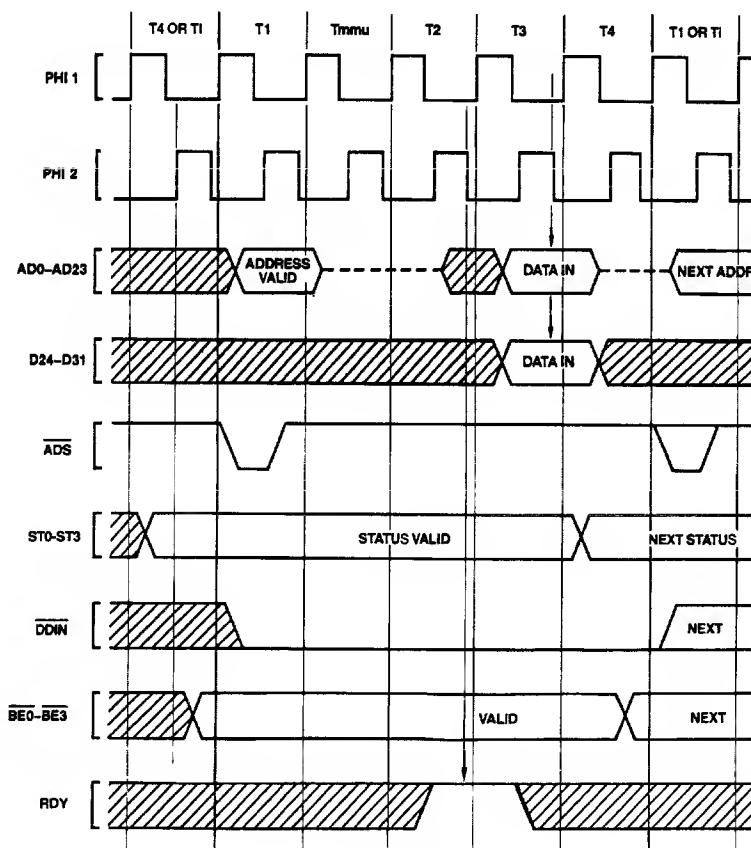 T4 OR TI T1 Tmmu T2 T3 T4 T1 OR TI
PHI 1
PHI 2
AD0–AD23 ADDRESS VALID DATA IN NEXT ADDR
D24–D31 DATA IN
ADS
ST0-ST3 STATUS VALID NEXT STATUS
DDIN NEXT
BE0–BE3 VALID NEXT
RDY